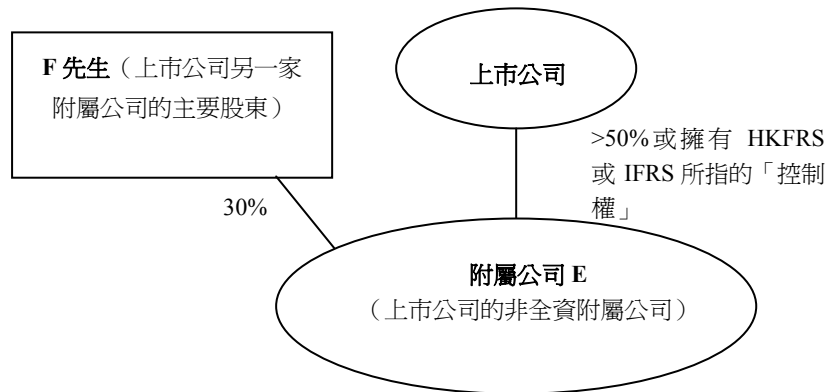 F 先生（上市公司另一家
附屬公司的主要股東）
上市公司
>50%或擁有 HKFRS
或 IFRS 所指的「控制
權」
30%
附屬公司 E
（上市公司的非全資附屬公司）